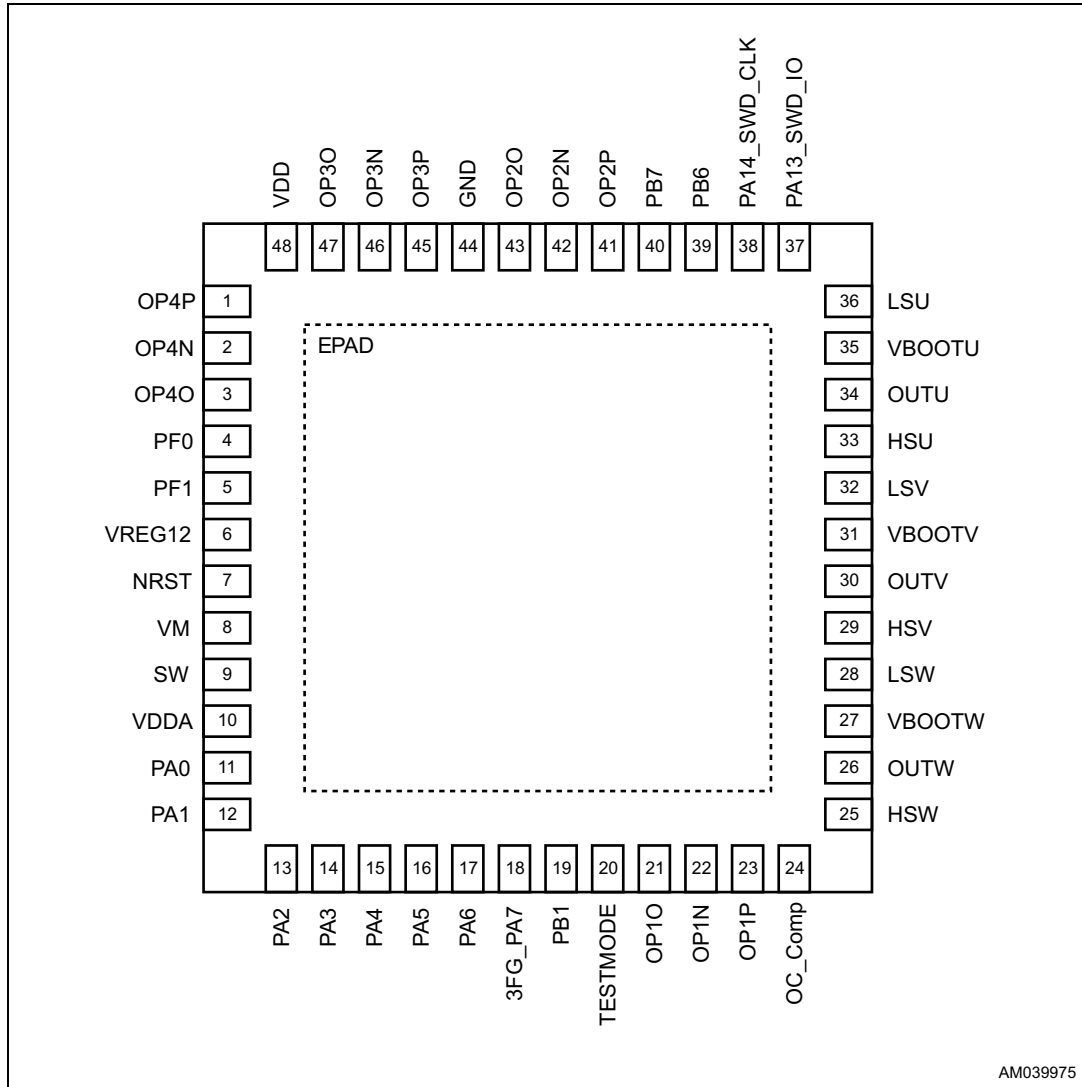 VDD
OP3O
OP3N
OP3P
GND
OP2O
OP2N
OP2P
PB7
PB6
PA14_SWD_CLK
PA13_SWD_IO
48 47 46 45 44 43 42 41 40 39 38 37
OP4P 1
OP4N 2
OP4O 3
PF0 4
PF1 5
VREG12 6
NRST 7
VM 8
SW 9
VDDA 10
PA0 11
PA1 12
EPAD
36 LSU
35 VBOOTU
34 OUTU
33 HSU
32 LSV
31 VBOOTV
30 OUTV
29 HSV
28 LSW
27 VBOOTW
26 OUTW
25 HSW
13 14 15 16 17 18 19 20 21 22 23 24
PA2
PA3
PA4
PA5
PA6
3FG_PA7
PB1
TESTMODE
OP1O
OP1N
OP1P
OC_Comp
AM039975